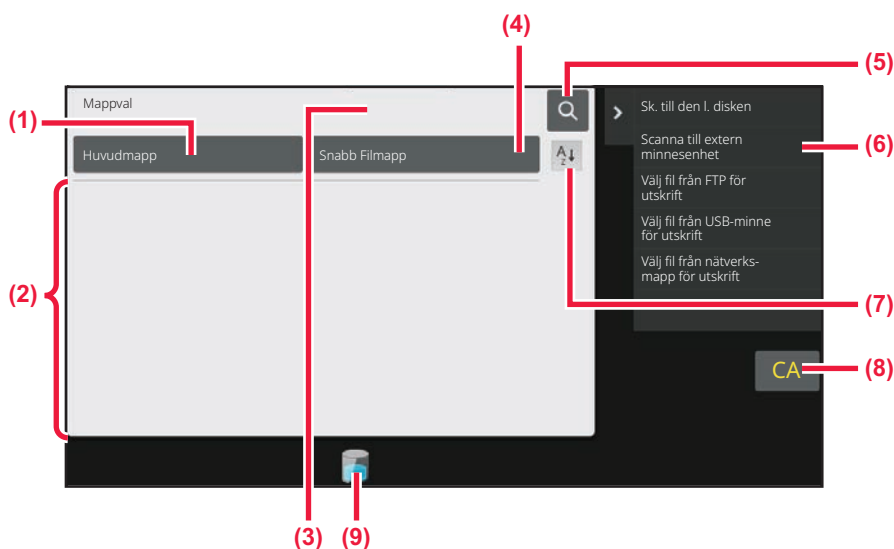 (4)
(5)
Mappval
Sk. till den l. disken
(1)
Huvudmapp
Snabb Filmapp
A
Z
Scanna till extern
minnesenhet
(6)
Välj fil från FTP för
utskrift
Välj fil från USB-minne
för utskrift
Välj fil från nätverks-
mapp för utskrift
(2)
(7)
CA
(8)
(3)
(9)